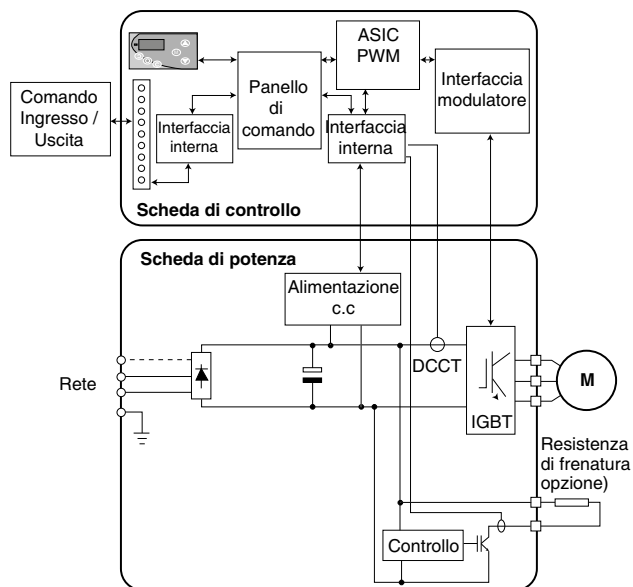 ASIC
PWM
Interfaccia
modulatore
Panello
di
comando
Comando
Ingresso /
Uscita
Interfaccia
interna
Interfaccia
interna
Scheda di controllo
Scheda di potenza
Alimentazione
c.c
DCCT
Rete
M
IGBT
Resistenza
di frenatura
opzione)
Controllo